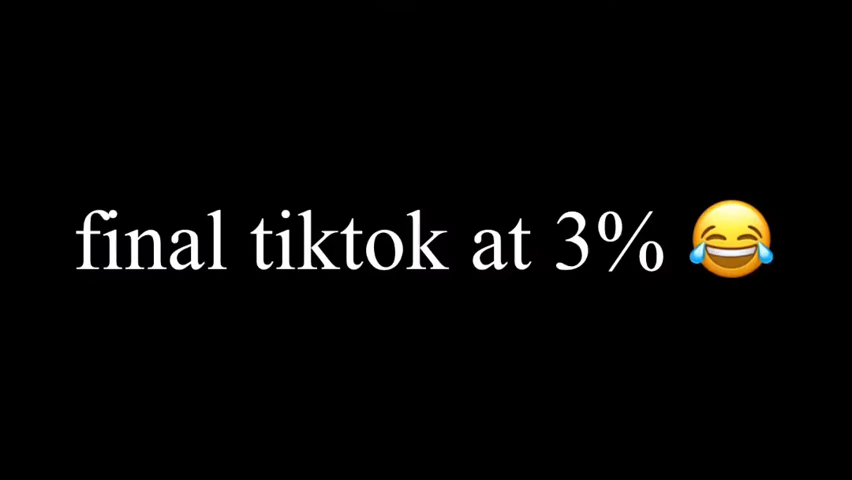 final tiktok at 3% 😂